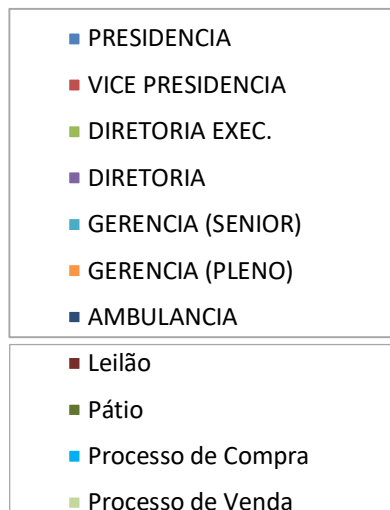 PRESIDENCIA
VICE PRESIDENCIA
DIRETORIA EXEC.
DIRETORIA
GERENCIA (SENIOR)
GERENCIA (PLENO)
AMBULANCIA
Leilão
Pátio
Processo de Compra
Processo de Venda